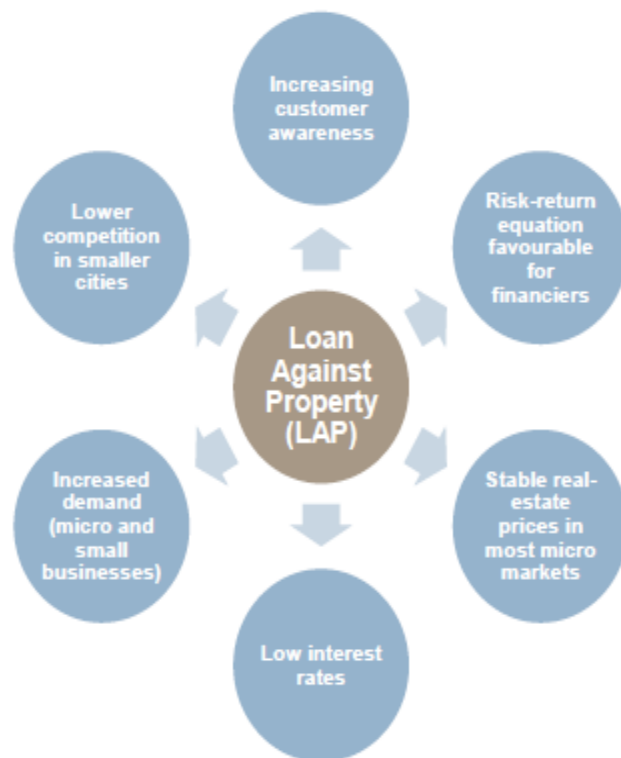 Increasing
customer
awareness
Lower
competition
in smaller
cities
Risk-return
equation
favourable
for
financiers
Loan
Against
Property
(LAP)
Increased
demand
(micro and
small
businesses)
Stable real-
estate
prices in
most micro
markets
Low interest
rates